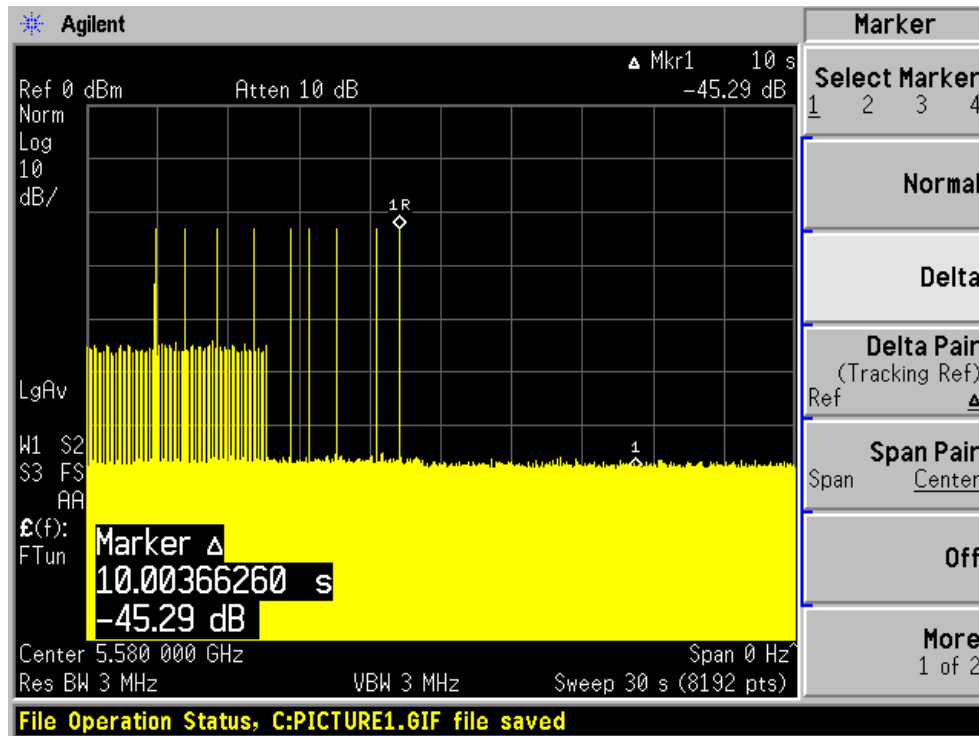 Agilent
Marker
Δ Mkr1 10 s
Ref 0 dBm Atten 10 dB -45.29 dB
Norm
Log
10
dB/
1R
LgAv
1
W1 S2
S3 FS
AA
£(f):
FTun
Marker Δ
10.00366260 s
-45.29 dB
Center 5.580 000 GHz Span 0 Hz^
Res BW 3 MHz VBW 3 MHz Sweep 30 s (8192 pts)
File Operation Status, C:PICTURE1.GIF file saved
Select Marker
1 2 3 4
Normal
Delta
Delta Pair
(Tracking Ref)
Ref Δ
Span Pair
Span Center
Off
More
1 of 2